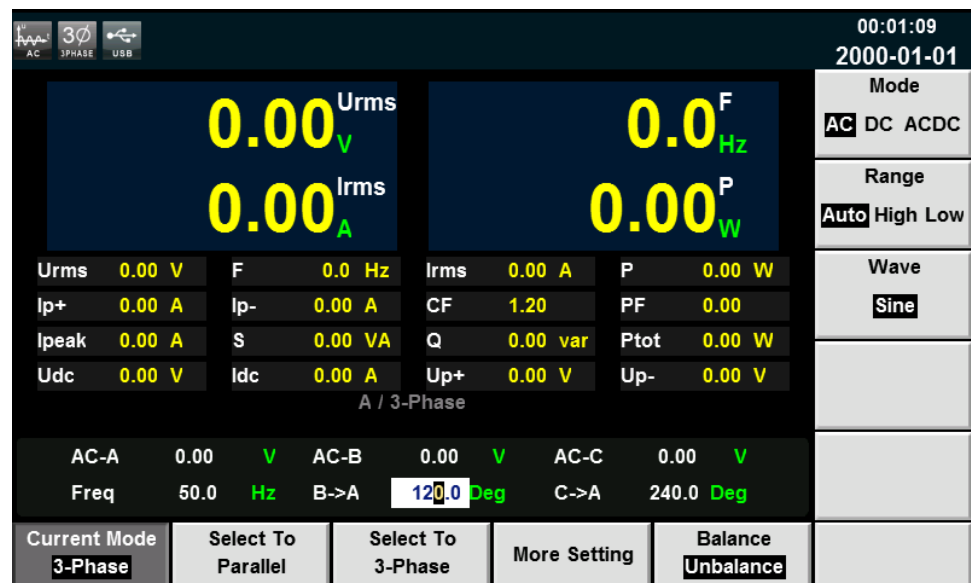 AC 3Ø 3PHASE USB
00:01:09
2000-01-01
0.00 Urms V
0.0 F Hz
0.00 Irms A
0.00 P W
Urms 0.00 V F 0.0 Hz Irms 0.00 A P 0.00 W
Ip+ 0.00 A Ip- 0.00 A CF 1.20 PF 0.00
Ipeak 0.00 A S 0.00 VA Q 0.00 var Ptot 0.00 W
Udc 0.00 V Idc 0.00 A Up+ 0.00 V Up- 0.00 V
A / 3-Phase
AC-A 0.00 V AC-B 0.00 V AC-C 0.00 V
Freq 50.0 Hz B->A 120.0 Deg C->A 240.0 Deg
Mode
AC DC ACDC
Range
Auto High Low
Wave
Sine
Current Mode
3-Phase
Select To
Parallel
Select To
3-Phase
More Setting
Balance
Unbalance